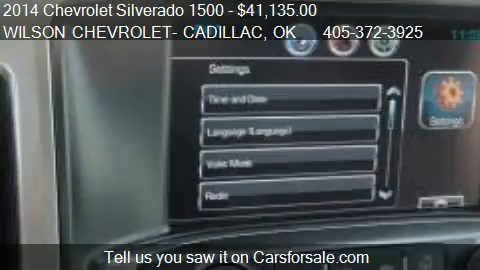 2014 Chevrolet Silverado 1500 - $41,135.00
WILSON CHEVROLET- CADILLAC, OK 405-372-3925
Settings
Time and Date
Language (Language)
Valet Mode
Radio
Settings
Tell us you saw it on Carsforsale.com